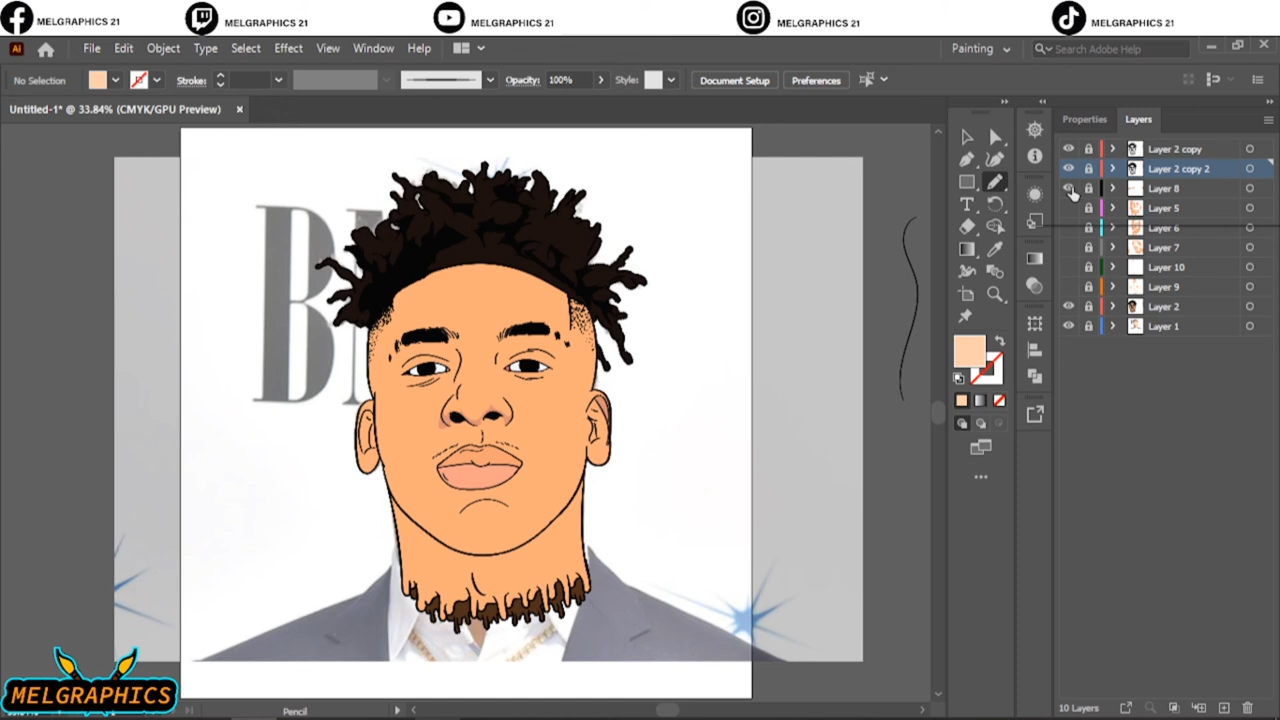 MELGRAPHICS 21
MELGRAPHICS 21
MELGRAPHICS 21
MELGRAPHICS 21
MELGRAPHICS 21
Ai File Edit Object Type Select Effect View Window Help
Painting
Search Adobe Help
No Selection
Stroke:
Opacity: 100%
Style:
Document Setup
Preferences
Untitled-1* @ 33.84% (CMYK/GPU Preview)
Properties Layers
Layer 2 copy
Layer 2 copy 2
Layer 8
Layer 5
Layer 6
Layer 7
Layer 10
Layer 9
Layer 2
Layer 1
MELGRAPHICS
Pencil
10 Layers